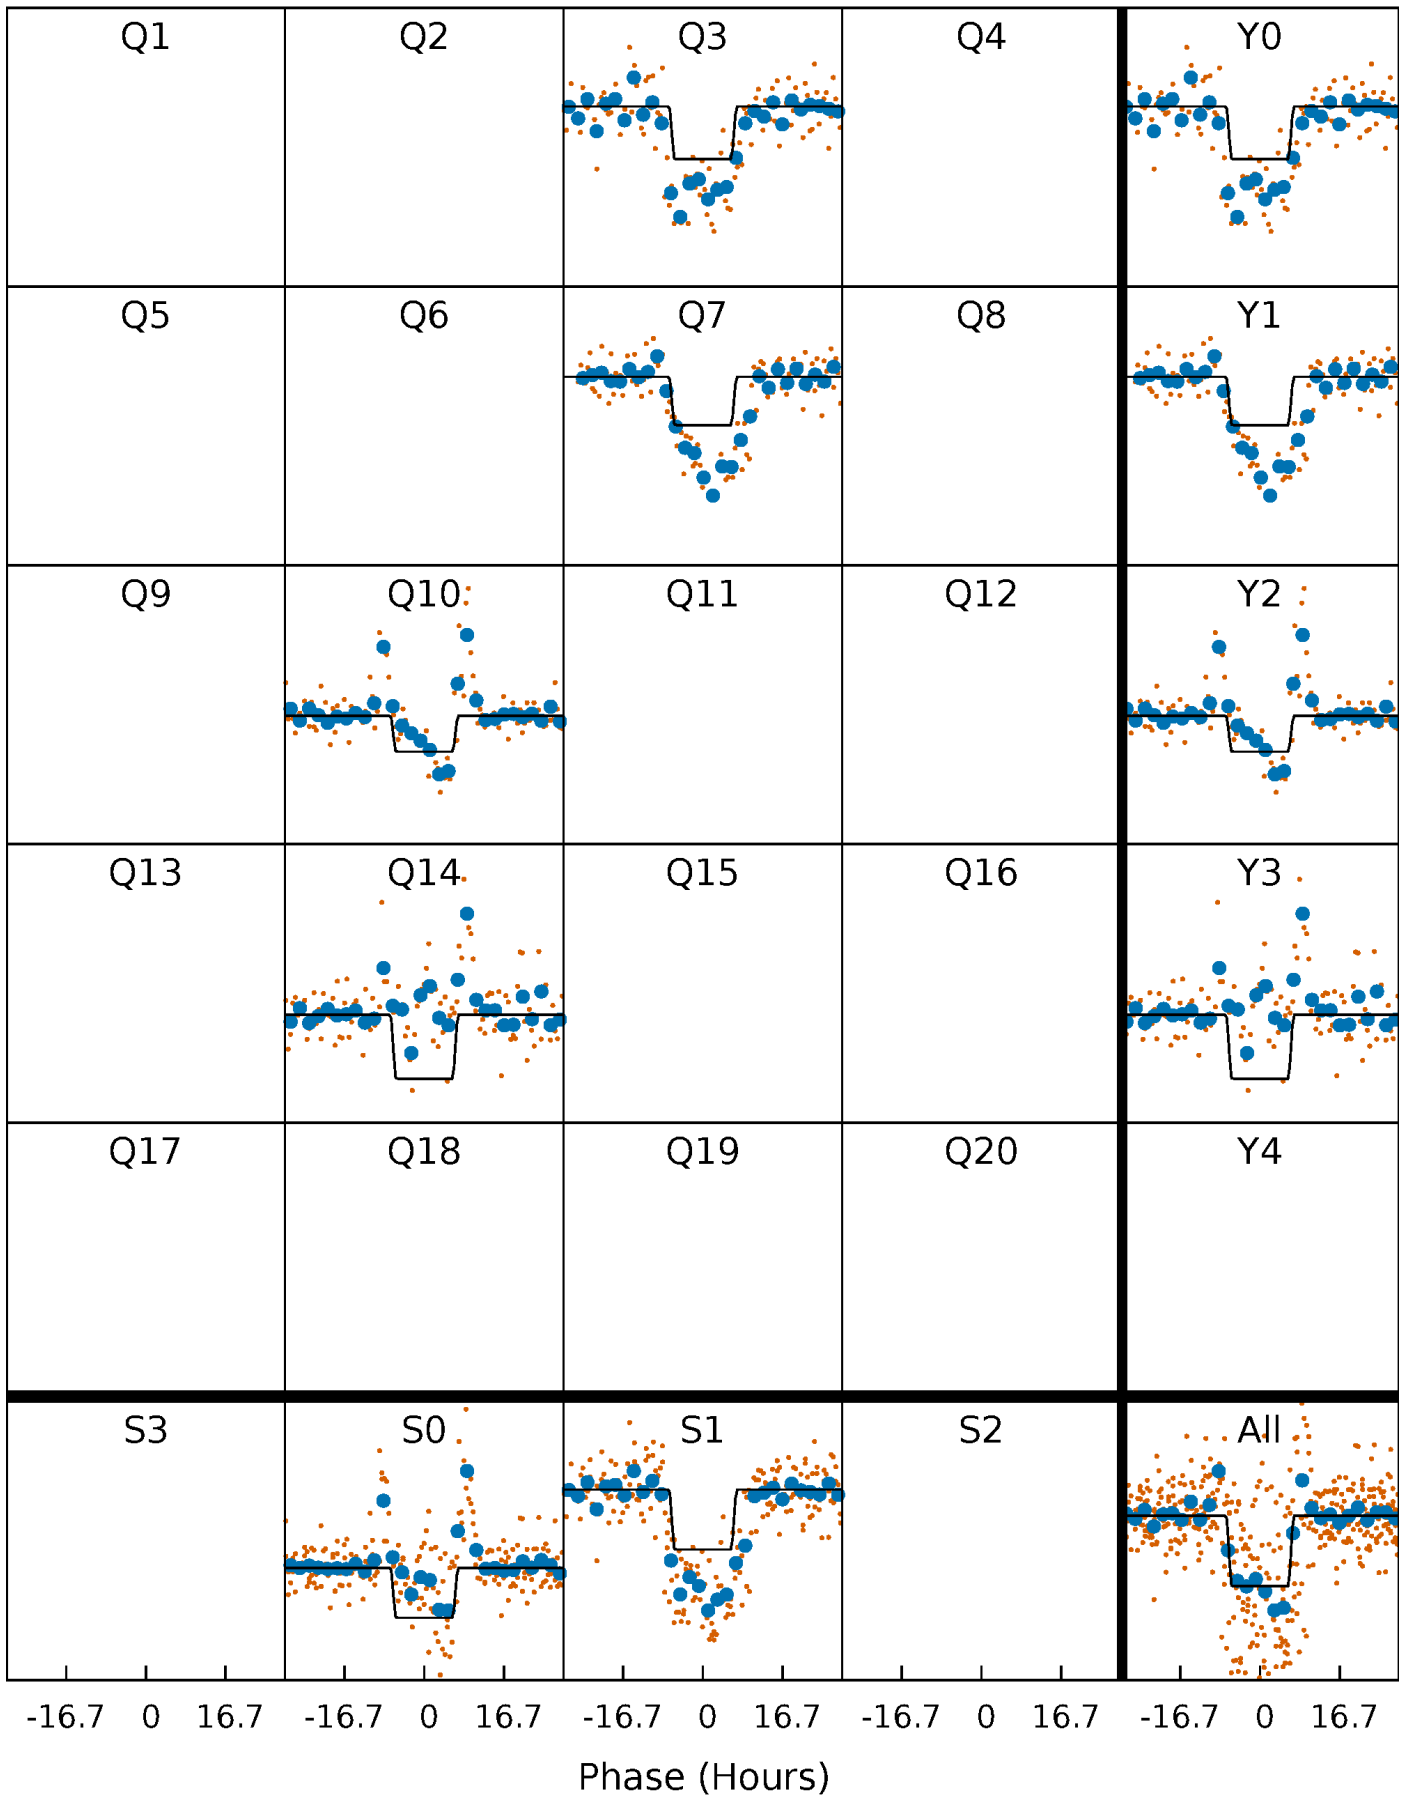 Q1 Q2 Q3 Q4 Y0
Q5 Q6 Q7 Q8 Y1
Q9 Q10 Q11 Q12 Y2
Q13 Q14 Q15 Q16 Y3
Q17 Q18 Q19 Q20 Y4
S3 S0 S1 S2 All
-16.7 0 16.7 -16.7 0 16.7 -16.7 0 16.7 -16.7 0 16.7 -16.7 0 16.7
Phase (Hours)